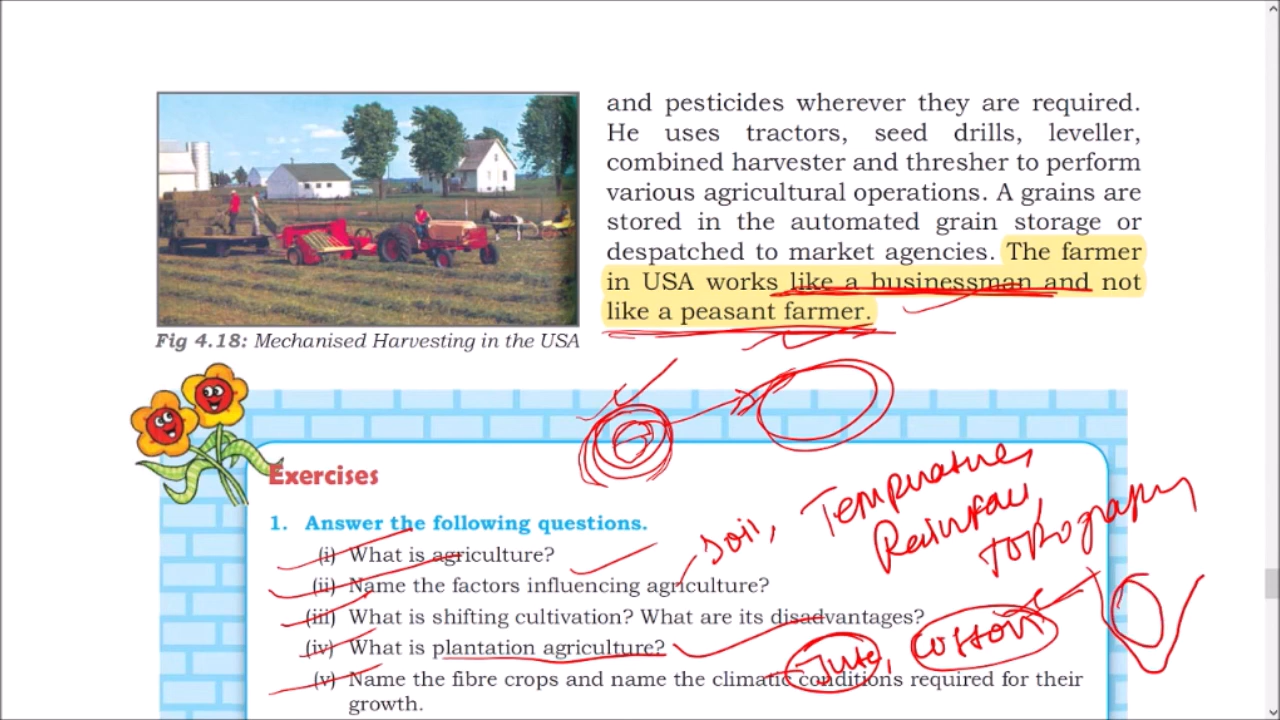 and pesticides wherever they are required.
He uses tractors, seed drills, leveller,
combined harvester and thresher to perform
various agricultural operations. A grains are
stored in the automated grain storage or
despatched to market agencies. The farmer
in USA works like a businessman and not
like a peasant farmer.
Fig 4.18: Mechanised Harvesting in the USA
Exercises
1. Answer the following questions.
(i) What is agriculture?
(ii) Name the factors influencing agriculture?
soil, Temperature,
Rainfall,
topography
(iii) What is shifting cultivation? What are its disadvantages?
(iv) What is plantation agriculture?
Jute, Cotton
(v) Name the fibre crops and name the climatic conditions required for their
growth.